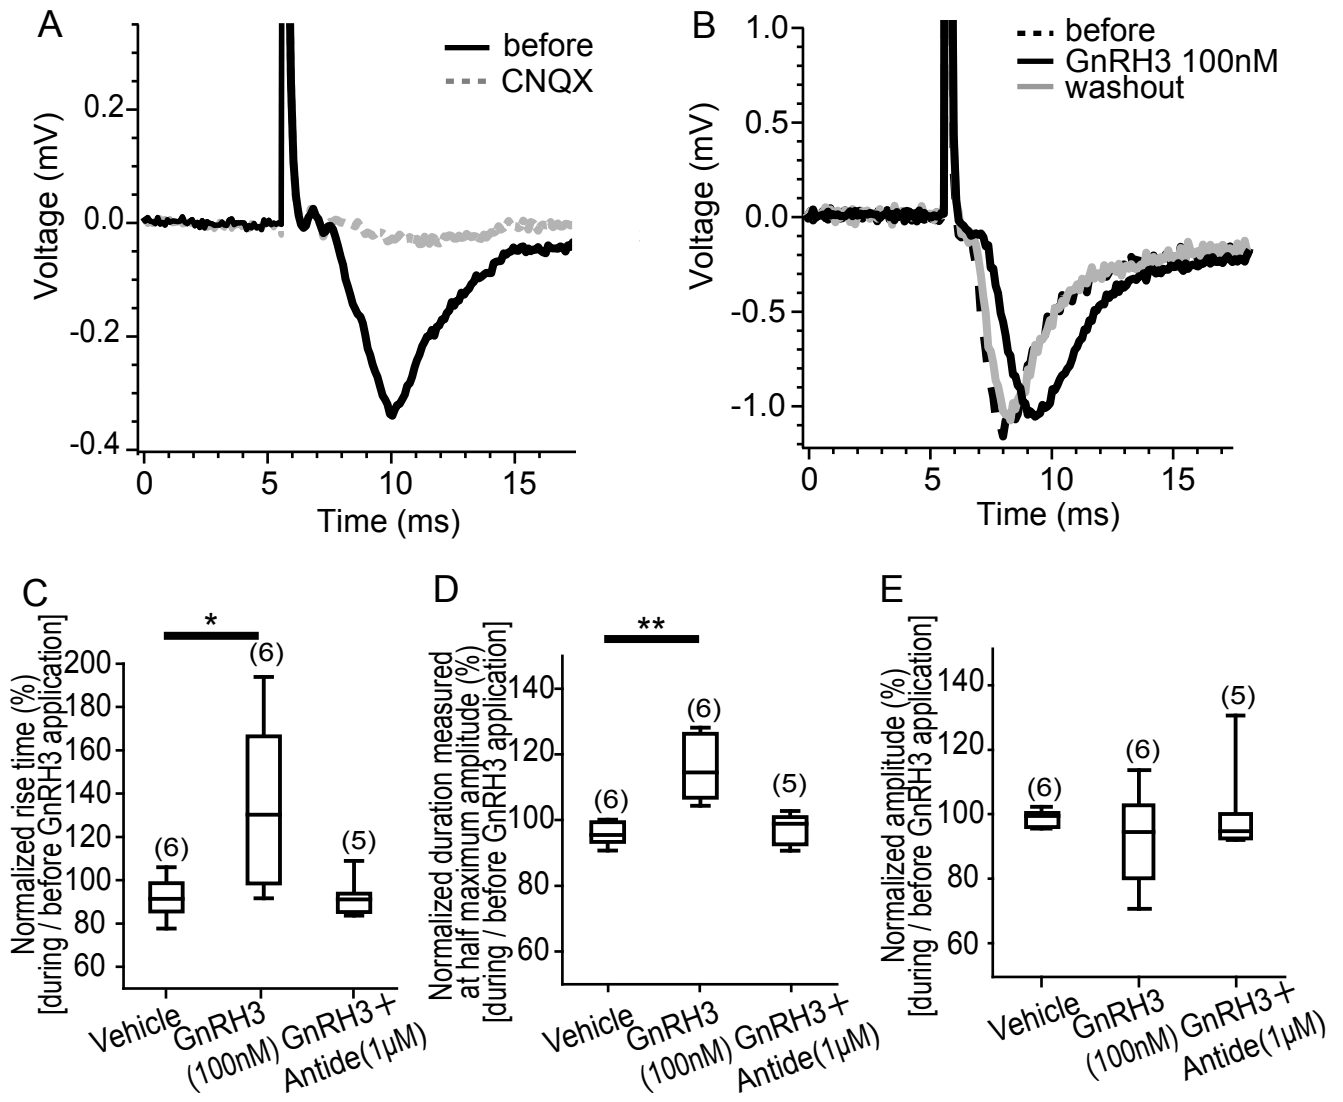 A
before
CNQX
0.2
0.0
-0.2
-0.4
Voltage (mV)
0 5 10 15
Time (ms)
B
before
GnRH3 100nM
washout
1.0
0.5
0.0
-0.5
-1.0
Voltage (mV)
0 5 10 15
Time (ms)
C
Normalized rise time (%)
[during / before GnRH3 application]
200
180
160
140
120
100
80
60
*
(6)
(6)
(5)
Vehicle
GnRH3
(100nM)
GnRH3+
Antide(1µM)
D
Normalized duration measured
at half maximum amplitude (%)
[during / before GnRH3 application]
140
120
100
80
60
**
(6)
(6)
(5)
Vehicle
GnRH3
(100nM)
GnRH3+
Antide(1µM)
E
Normalized amplitude (%)
[during / before GnRH3 application]
140
120
100
80
60
(6)
(6)
(5)
Vehicle
GnRH3
(100nM)
GnRH3+
Antide(1µM)